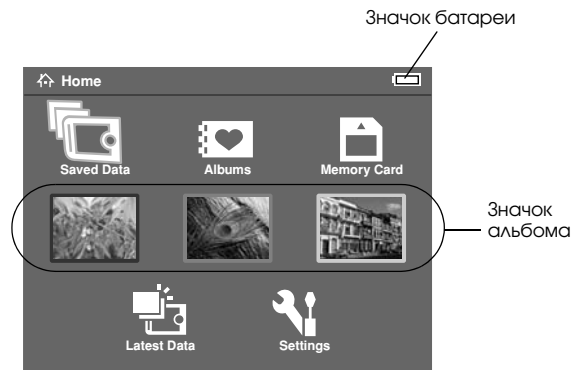 Значок батареи
Home
Saved Data
Albums
Memory Card
Значок
альбома
Latest Data
Settings